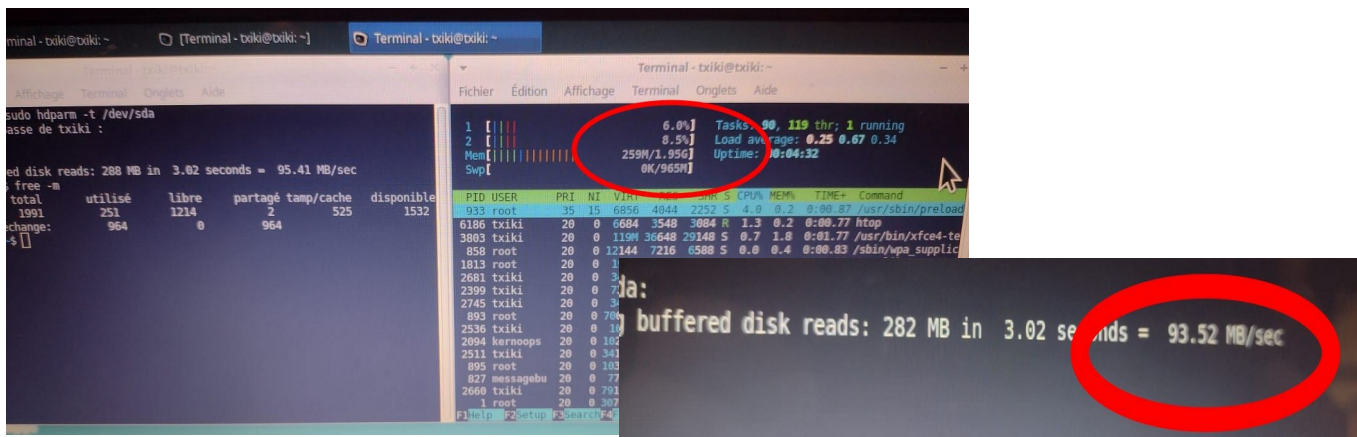 minal - txiki@txiki: ~
[Terminal - txiki@txiki: ~]
Terminal - txiki@txiki: ~
Terminal - txiki@txiki: ~
Affichage Terminal Onglets Aide
sudo hdparm -t /dev/sda
asse de txiki :
ed disk reads: 288 MB in 3.02 seconds = 95.41 MB/sec
free -m
total utilisé libre partagé tamp/cache disponible
1991 251 1214 2 525 1532
echange: 964 0 964
-$
Terminal - txiki@txiki: ~
Fichier Édition Affichage Terminal Onglets Aide
1 [|||| 6.0%] Tasks: 90, 119 thr; 1 running
2 [|||| 8.5%] Load average: 0.25 0.67 0.34
Mem[||||||||||||| 259M/1.95G] Uptime: 00:04:32
Swp[ 0K/965M]
PID USER PRI NI VIRT RES SHR S CPU% MEM% TIME+ Command
933 root 35 15 6856 4044 2252 S 4.0 0.2 0:00.87 /usr/sbin/preload
6186 txiki 20 0 6684 3548 3084 R 1.3 0.2 0:00.77 htop
3803 txiki 20 0 119M 36648 29148 S 0.7 1.8 0:01.77 /usr/bin/xfce4-te
858 root 20 0 12144 7216 6588 S 0.0 0.4 0:00.83 /sbin/wpa_supplic
1813 root 20 0
2681 txiki 20 0
2399 txiki 20 0
2745 txiki 20 0
893 root 20 0
2536 txiki 20 0
2094 kernoops 20 0
2511 txiki 20 0
895 root 20 0
827 messagebu 20 0
2660 txiki 20 0
1 root 20 0
F1Help F2Setup F3Search F4
da:
buffered disk reads: 282 MB in 3.02 seconds = 93.52 MB/sec